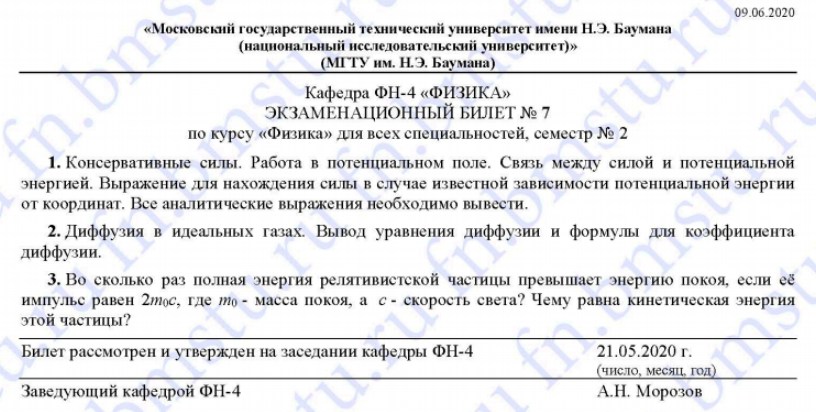 09.06.2020
«Московский государственный технический университет имени Н.Э. Баумана
(национальный исследовательский университет)»
(МГТУ им. Н.Э. Баумана)
Кафедра ФН-4 «ФИЗИКА»
ЭКЗАМЕНАЦИОННЫЙ БИЛЕТ № 7
по курсу «Физика» для всех специальностей, семестр № 2
1. Консервативные силы. Работа в потенциальном поле. Связь между силой и потенциальной
энергией. Выражение для нахождения силы в случае известной зависимости потенциальной энергии
от координат. Все аналитические выражения необходимо вывести.
2. Диффузия в идеальных газах. Вывод уравнения диффузии и формулы для коэффициента
диффузии.
3. Во сколько раз полная энергия релятивистской частицы превышает энергию покоя, если её
импульс равен 2m₀c, где m₀ - масса покоя, а c - скорость света? Чему равна кинетическая энергия
этой частицы?
Билет рассмотрен и утвержден на заседании кафедры ФН-4 21.05.2020 г.
(число, месяц, год)
Заведующий кафедрой ФН-4 А.Н. Морозов
fn.bmstu.ru